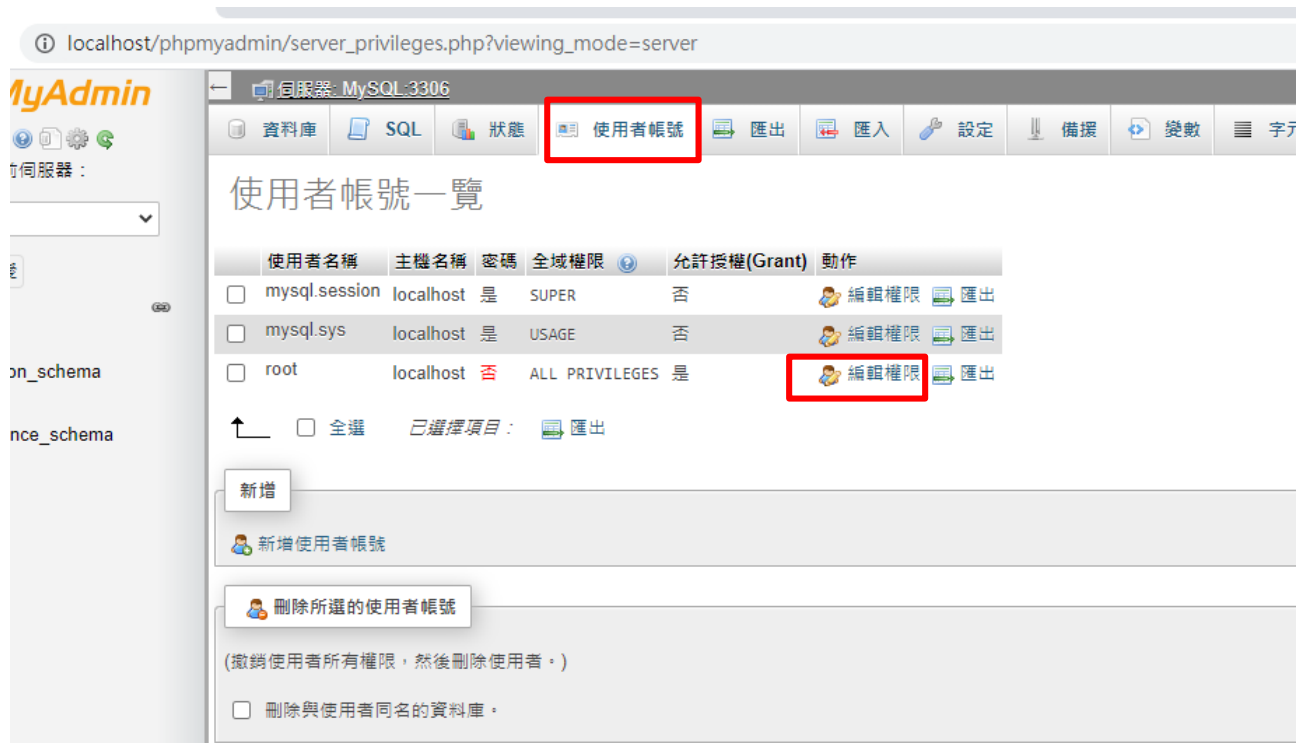 localhost/phpmyadmin/server_privileges.php?viewing_mode=server
MyAdmin
伺服器: MySQL:3306
資料庫 SQL 狀態 使用者帳號 匯出 匯入 設定 備援 變數 字元
前伺服器：
使用者帳號一覽
使用者名稱 主機名稱 密碼 全域權限 允許授權(Grant) 動作
mysql.session localhost 是 SUPER 否 編輯權限 匯出
mysql.sys localhost 是 USAGE 否 編輯權限 匯出
root localhost 否 ALL PRIVILEGES 是 編輯權限 匯出
on_schema
nce_schema
全選 已選擇項目： 匯出
新增
新增使用者帳號
刪除所選的使用者帳號
(撤銷使用者所有權限，然後刪除使用者。)
刪除與使用者同名的資料庫。